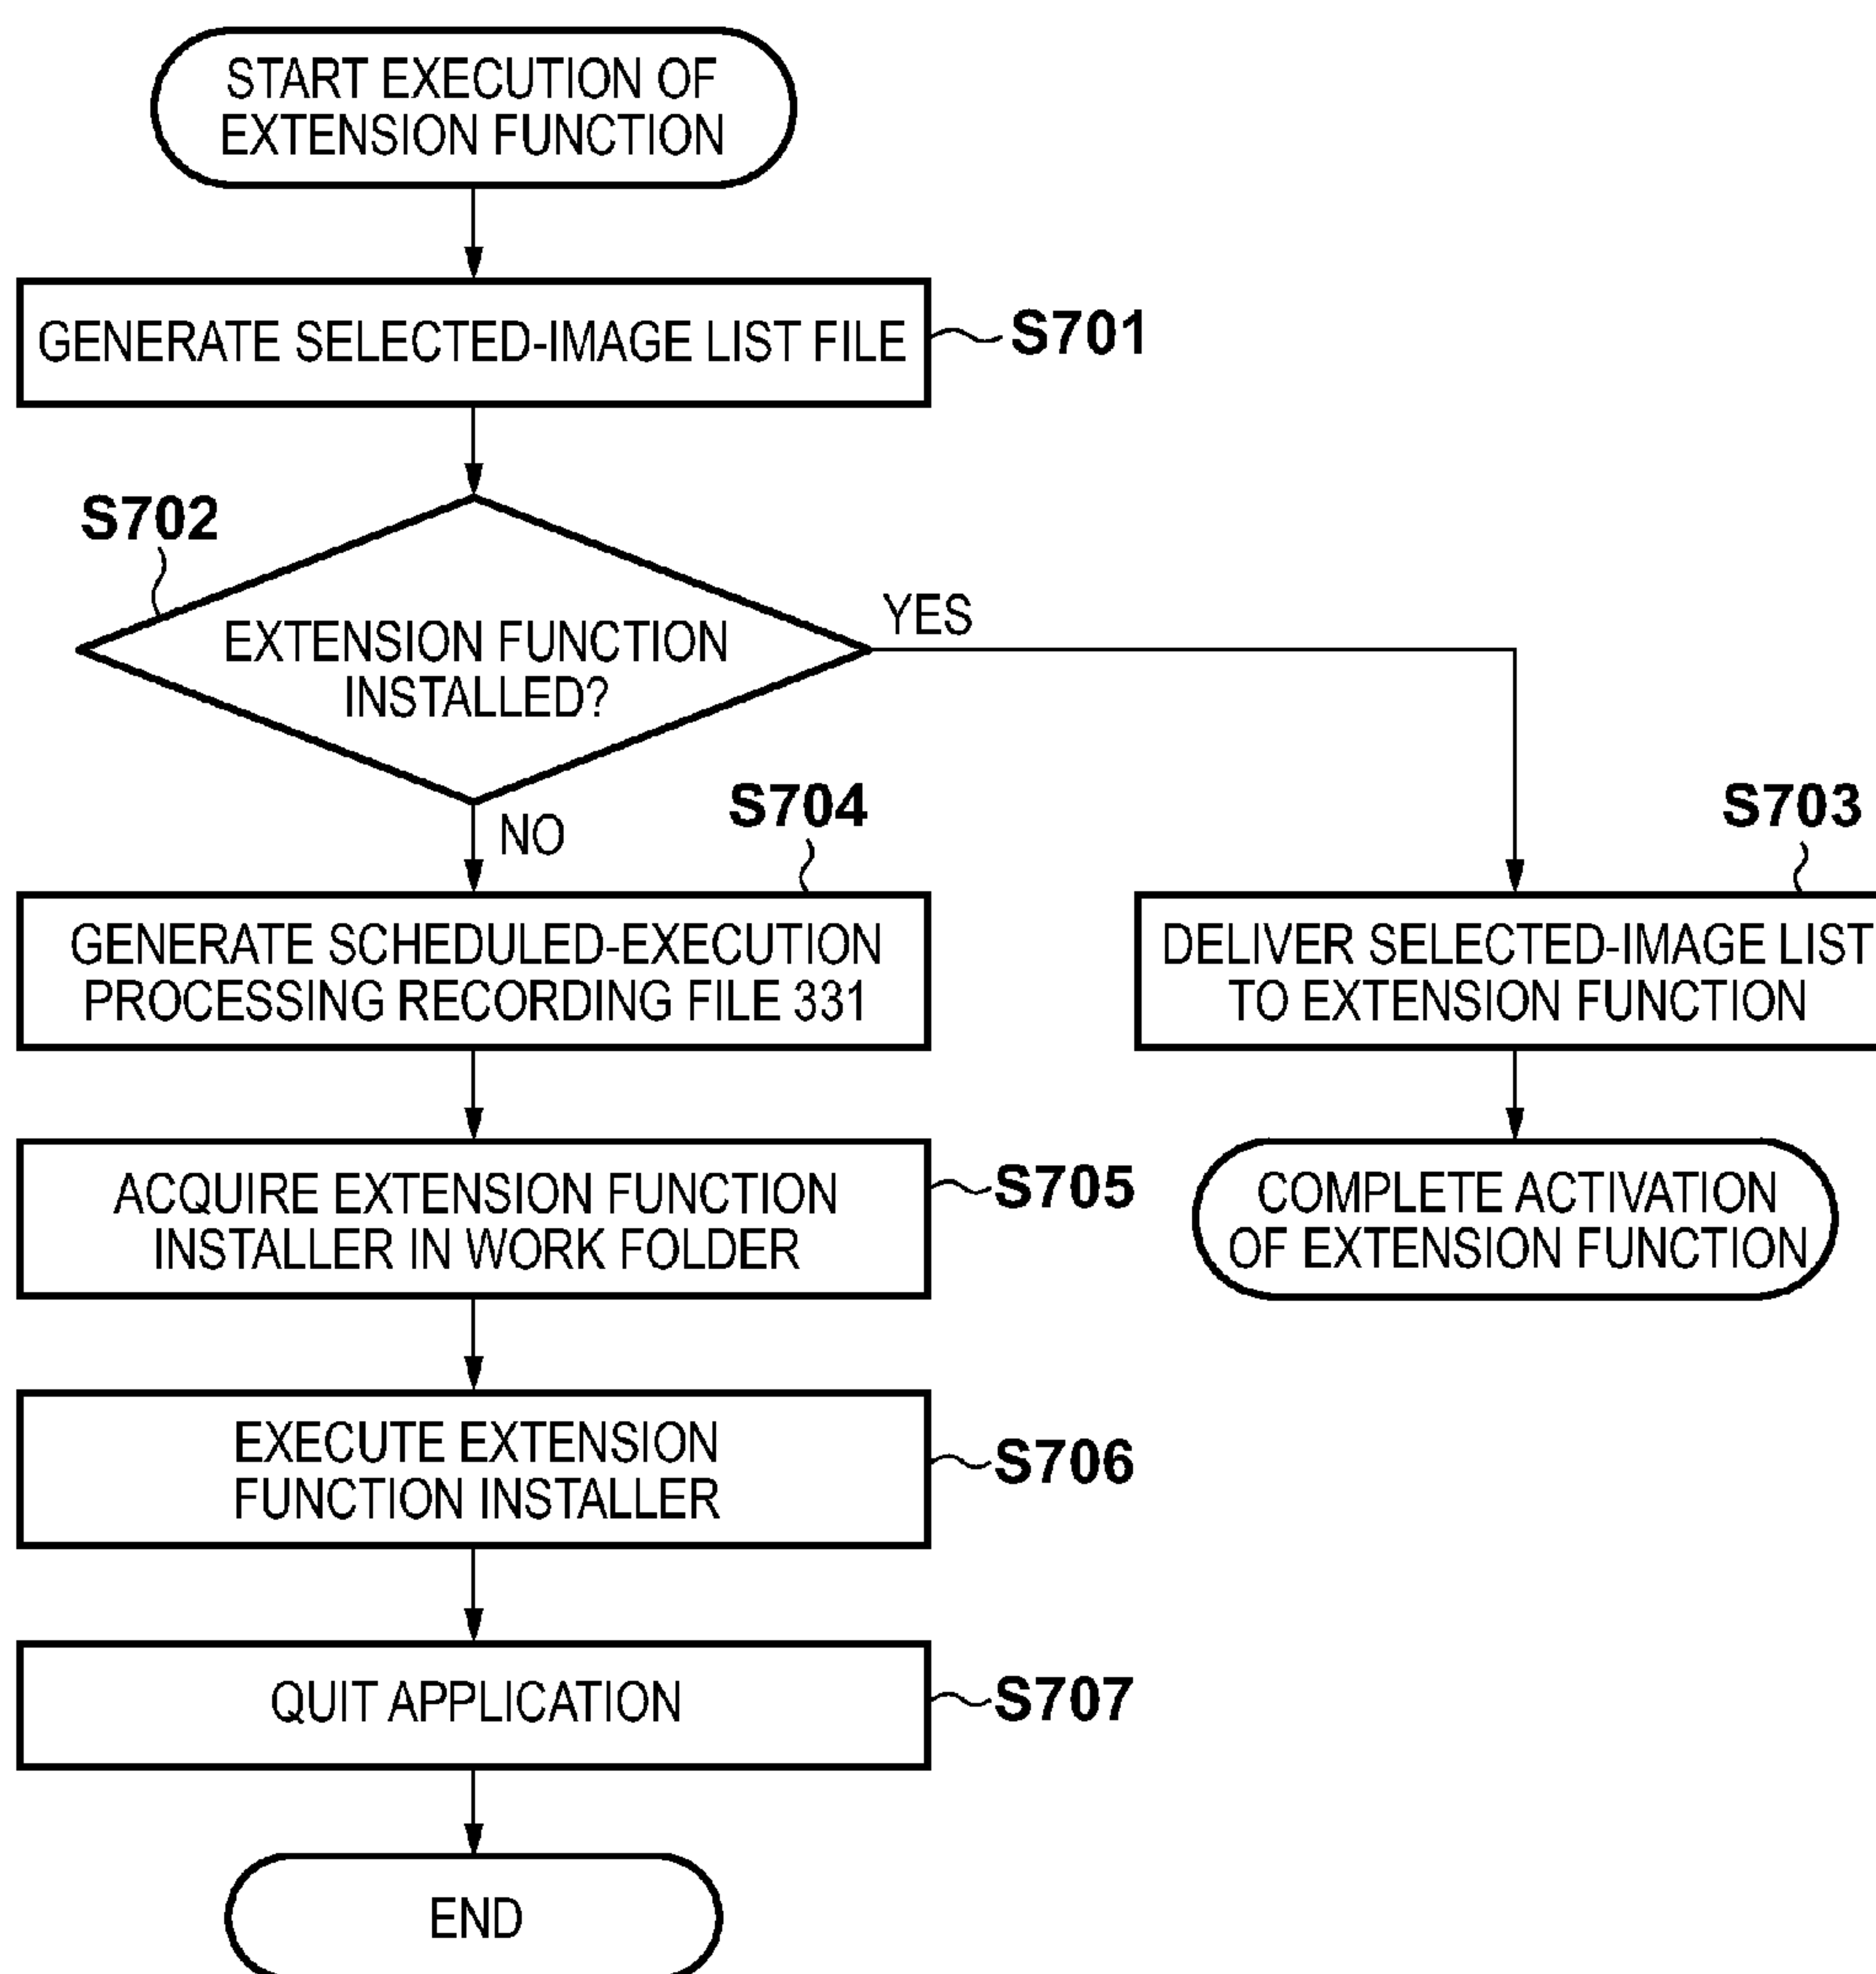 START EXECUTION OF
EXTENSION FUNCTION
GENERATE SELECTED-IMAGE LIST FILE
S701
S702
EXTENSION FUNCTION
INSTALLED?
YES
NO
S704
GENERATE SCHEDULED-EXECUTION
PROCESSING RECORDING FILE 331
S703
DELIVER SELECTED-IMAGE LIST
TO EXTENSION FUNCTION
ACQUIRE EXTENSION FUNCTION
INSTALLER IN WORK FOLDER
S705
COMPLETE ACTIVATION
OF EXTENSION FUNCTION
EXECUTE EXTENSION
FUNCTION INSTALLER
S706
QUIT APPLICATION
S707
END